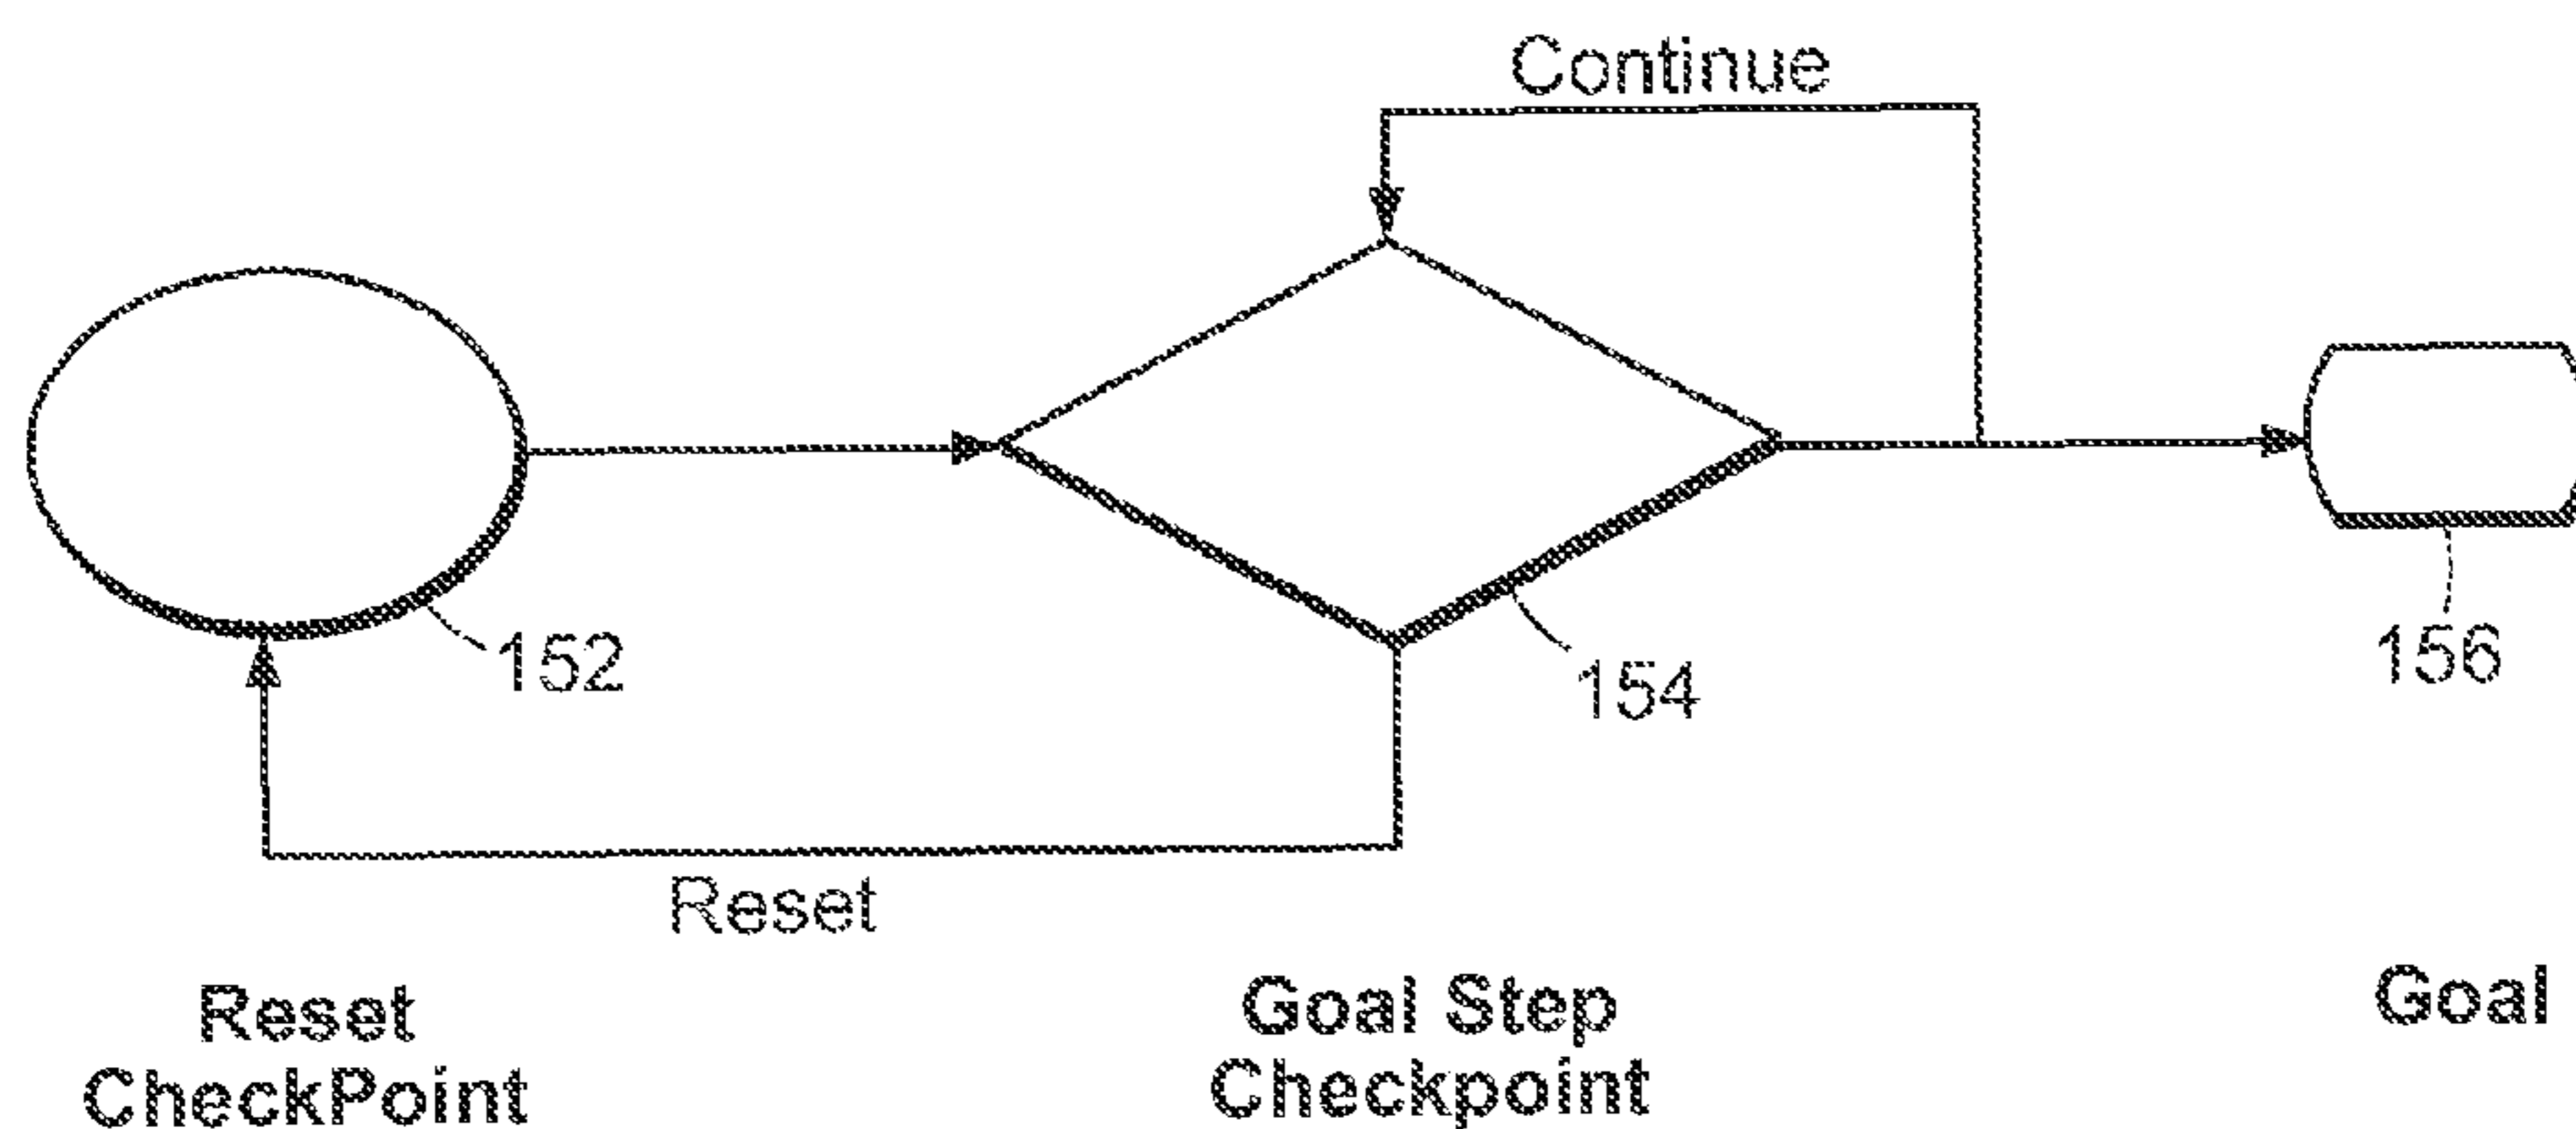 Continue
152
154
156
Reset
Reset
CheckPoint
Goal Step
Checkpoint
Goal